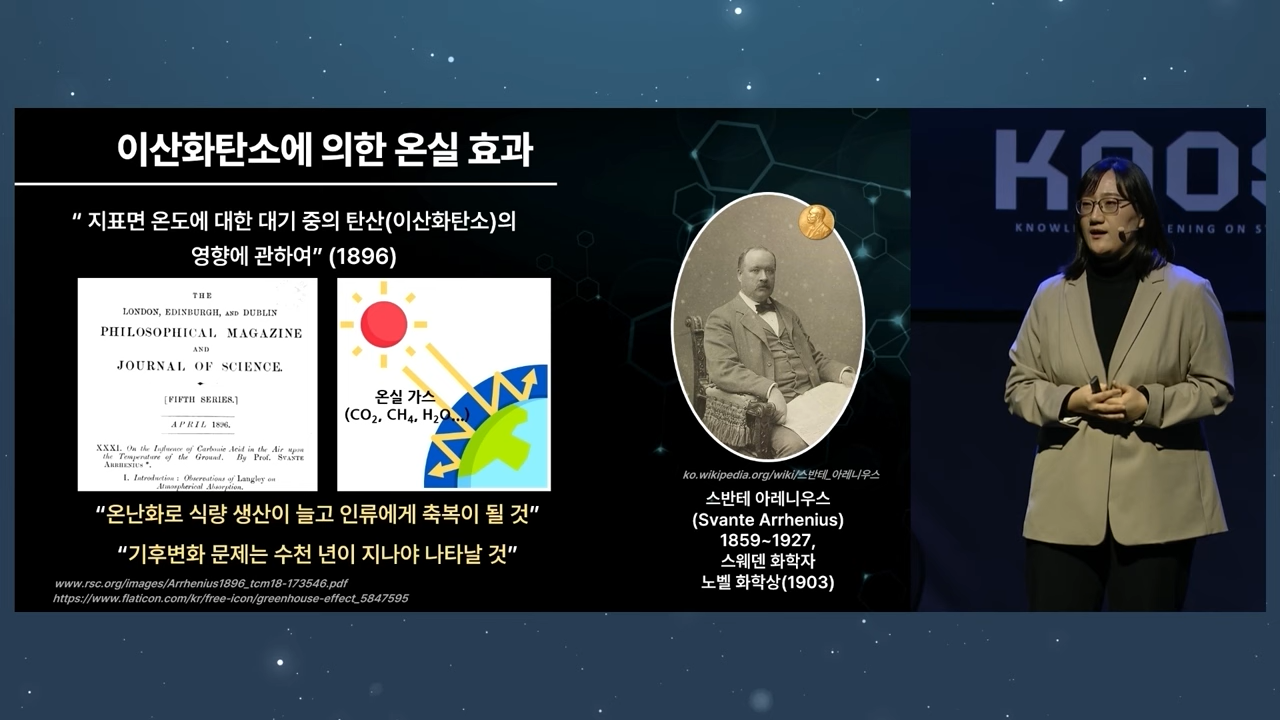 이산화탄소에 의한 온실 효과
“ 지표면 온도에 대한 대기 중의 탄산(이산화탄소)의
영향에 관하여” (1896)
THE
LONDON, EDINBURGH, AND DUBLIN
PHILOSOPHICAL MAGAZINE
AND
JOURNAL OF SCIENCE.
[FIFTH SERIES.]
APRIL 1896.
XXXI. On the Influence of Carbonic Acid in the Air upon
the Temperature of the Ground. By Prof. SVANTE
ARRHENIUS *.
I. Introduction : Observations of Langley on
Atmospherical Absorption.
온실 가스
(CO₂, CH₄, H₂O...)
“온난화로 식량 생산이 늘고 인류에게 축복이 될 것”
“기후변화 문제는 수천 년이 지나야 나타날 것”
www.rsc.org/images/Arrhenius1896_tcm18-173546.pdf
https://www.flaticon.com/kr/free-icon/greenhouse-effect_5847595
ko.wikipedia.org/wiki/스반테_아레니우스
스반테 아레니우스
(Svante Arrhenius)
1859~1927,
스웨덴 화학자
노벨 화학상(1903)
KOOS
KNOWL ENING ON S